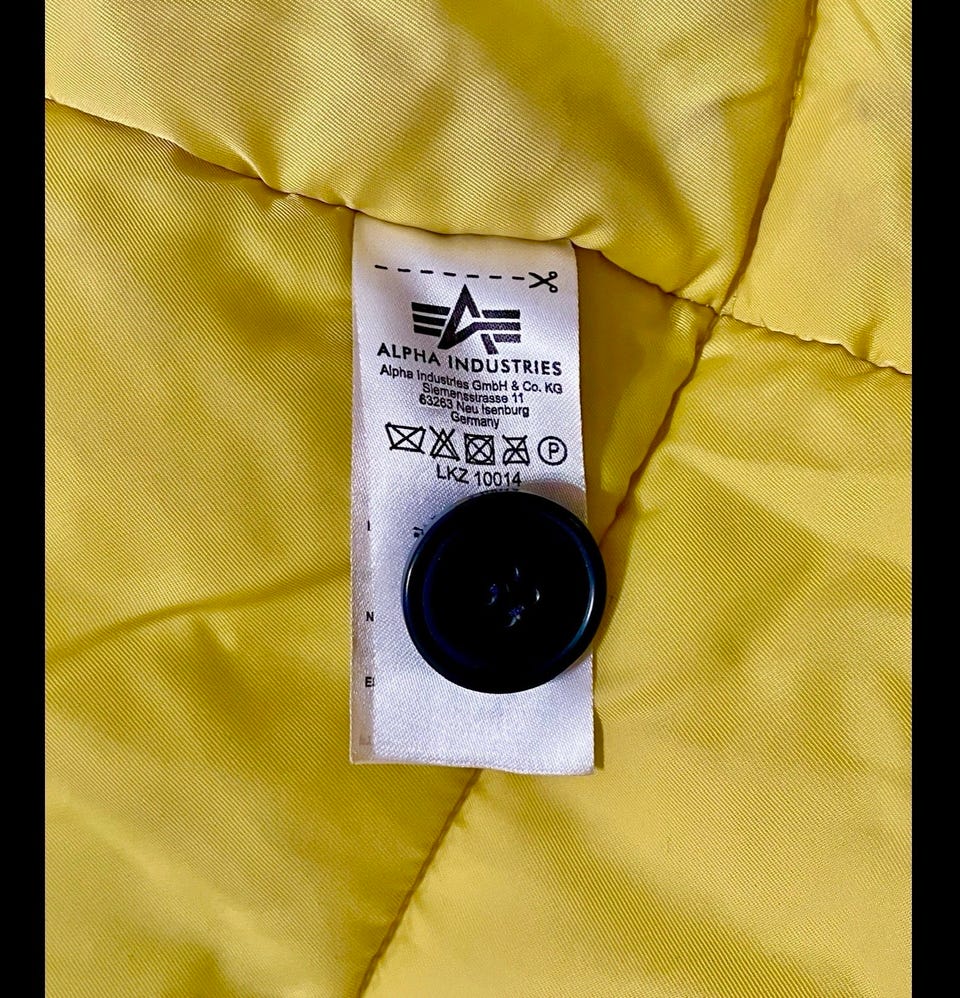 ALPHA INDUSTRIES
Alpha Industries GmbH & Co. KG
Siemensstrasse 11
63263 Neu Isenburg
Germany
P
LKZ 10014
N